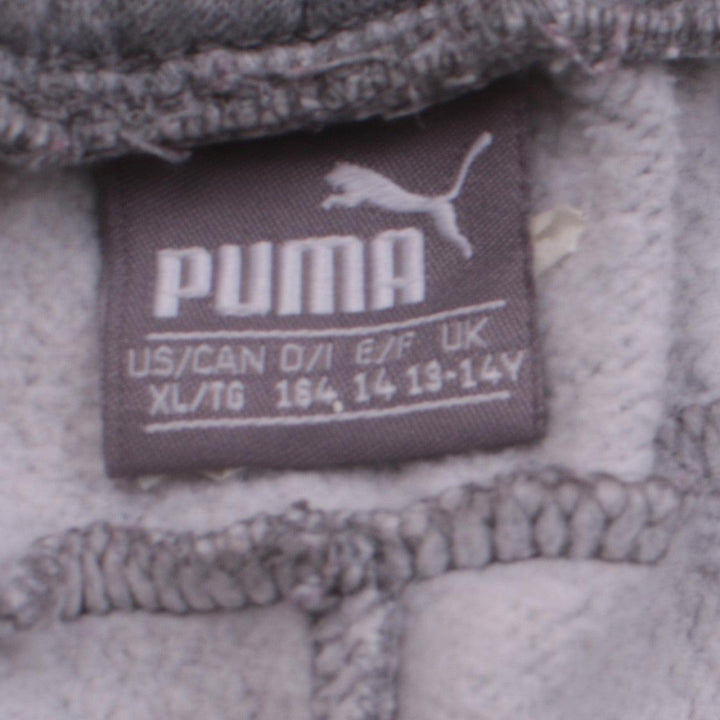 PUMA
US/CAN D/I E/F UK
XL/TG 164 14 13-14Y